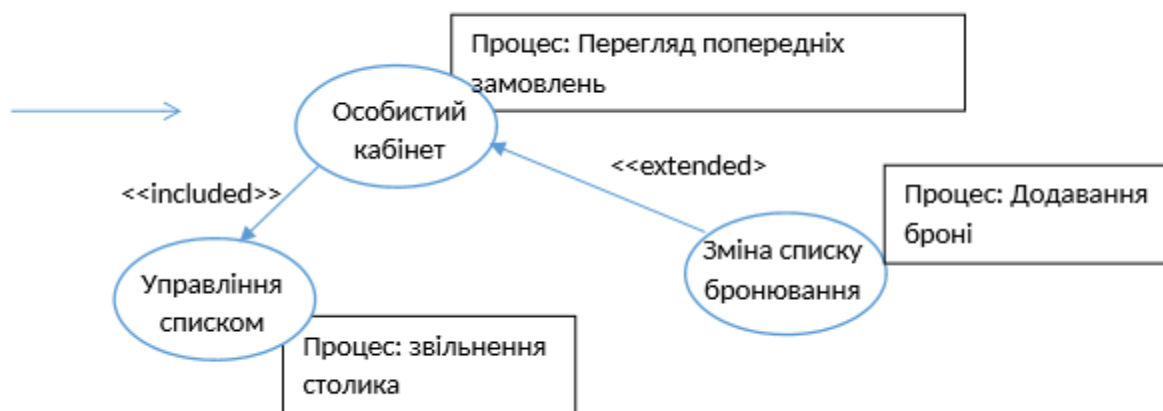 Процес: Перегляд попередніх
замовлень
Особистий
кабінет
<<extended>
<<included>>
Процес: Додавання
броні
Зміна списку
бронювання
Управління
списком
Процес: звільнення
столика